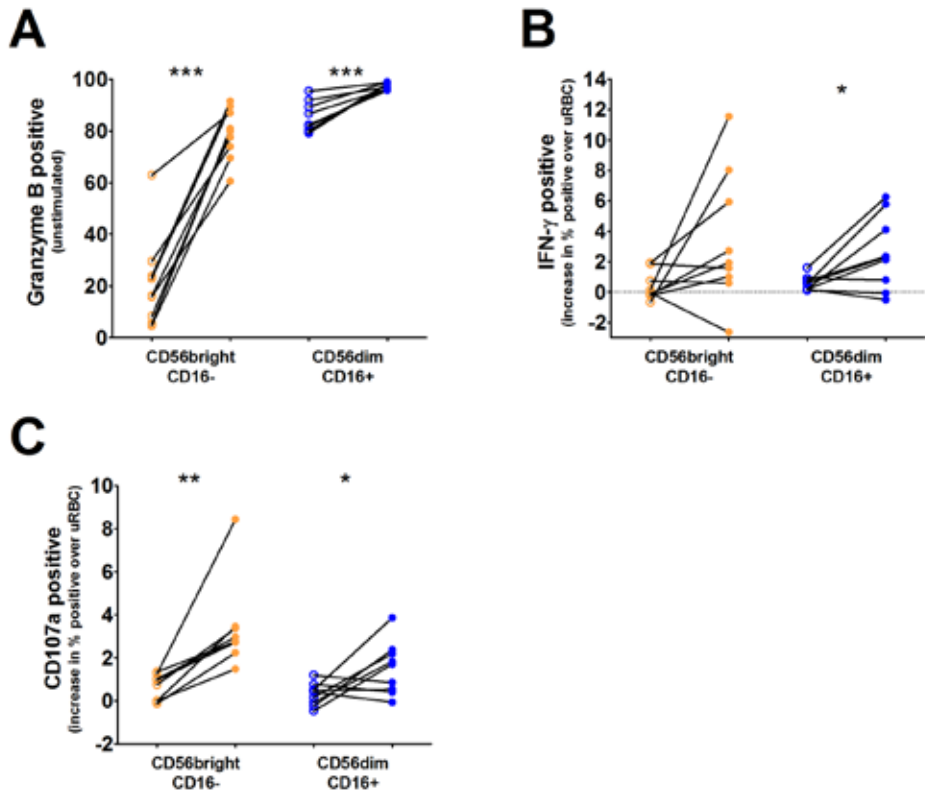 A
Granzyme B positive
(unstimulated)
100
80
60
40
20
0
***
***
CD56bright
CD16-
CD56dim
CD16+
B
IFN-γ positive
(increase in % positive over uRBC)
14
12
10
8
6
4
2
0
-2
*
CD56bright
CD16-
CD56dim
CD16+
C
CD107a positive
(increase in % positive over uRBC)
10
8
6
4
2
0
-2
**
*
CD56bright
CD16-
CD56dim
CD16+